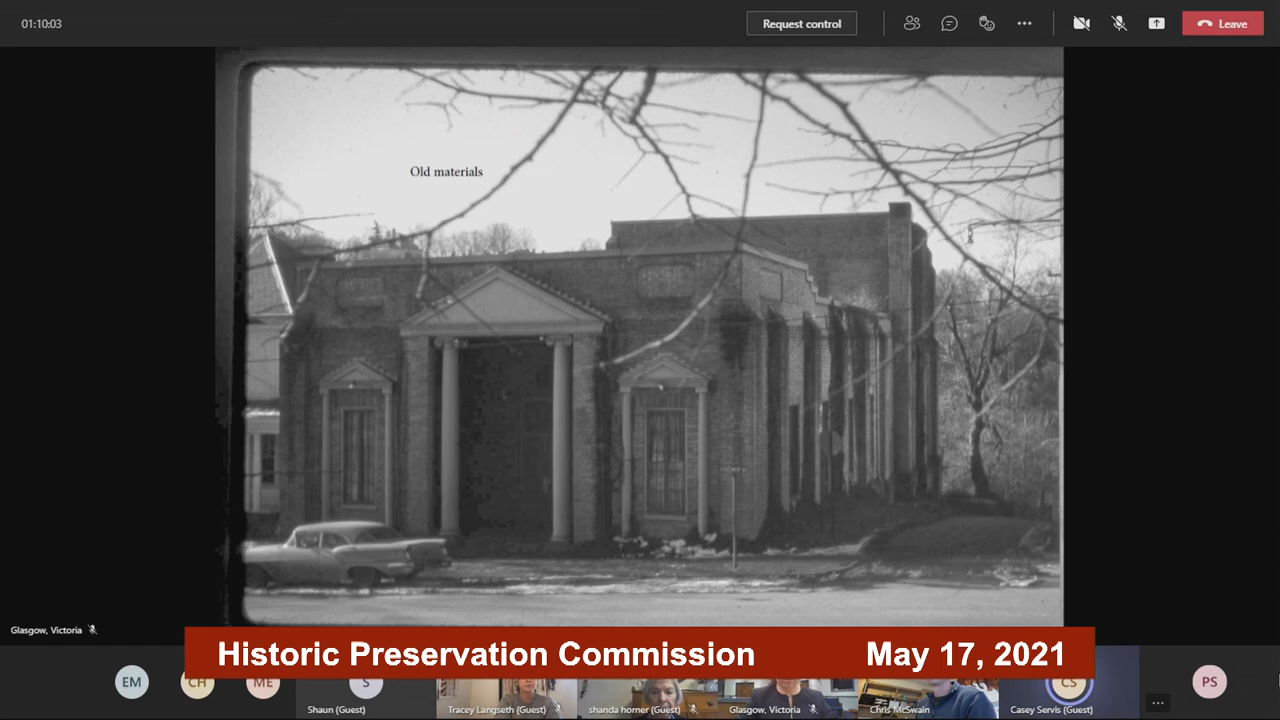 01:10:03
Request control
Leave
Old materials
Glasgow, Victoria
Historic Preservation Commission May 17, 2021
EM
CH
ME
S
CS
PS
Shaun (Guest)
Tracey Langseth (Guest)
shanda horner (Guest)
Glasgow, Victoria
Chris McSwain
Casey Servis (Guest)